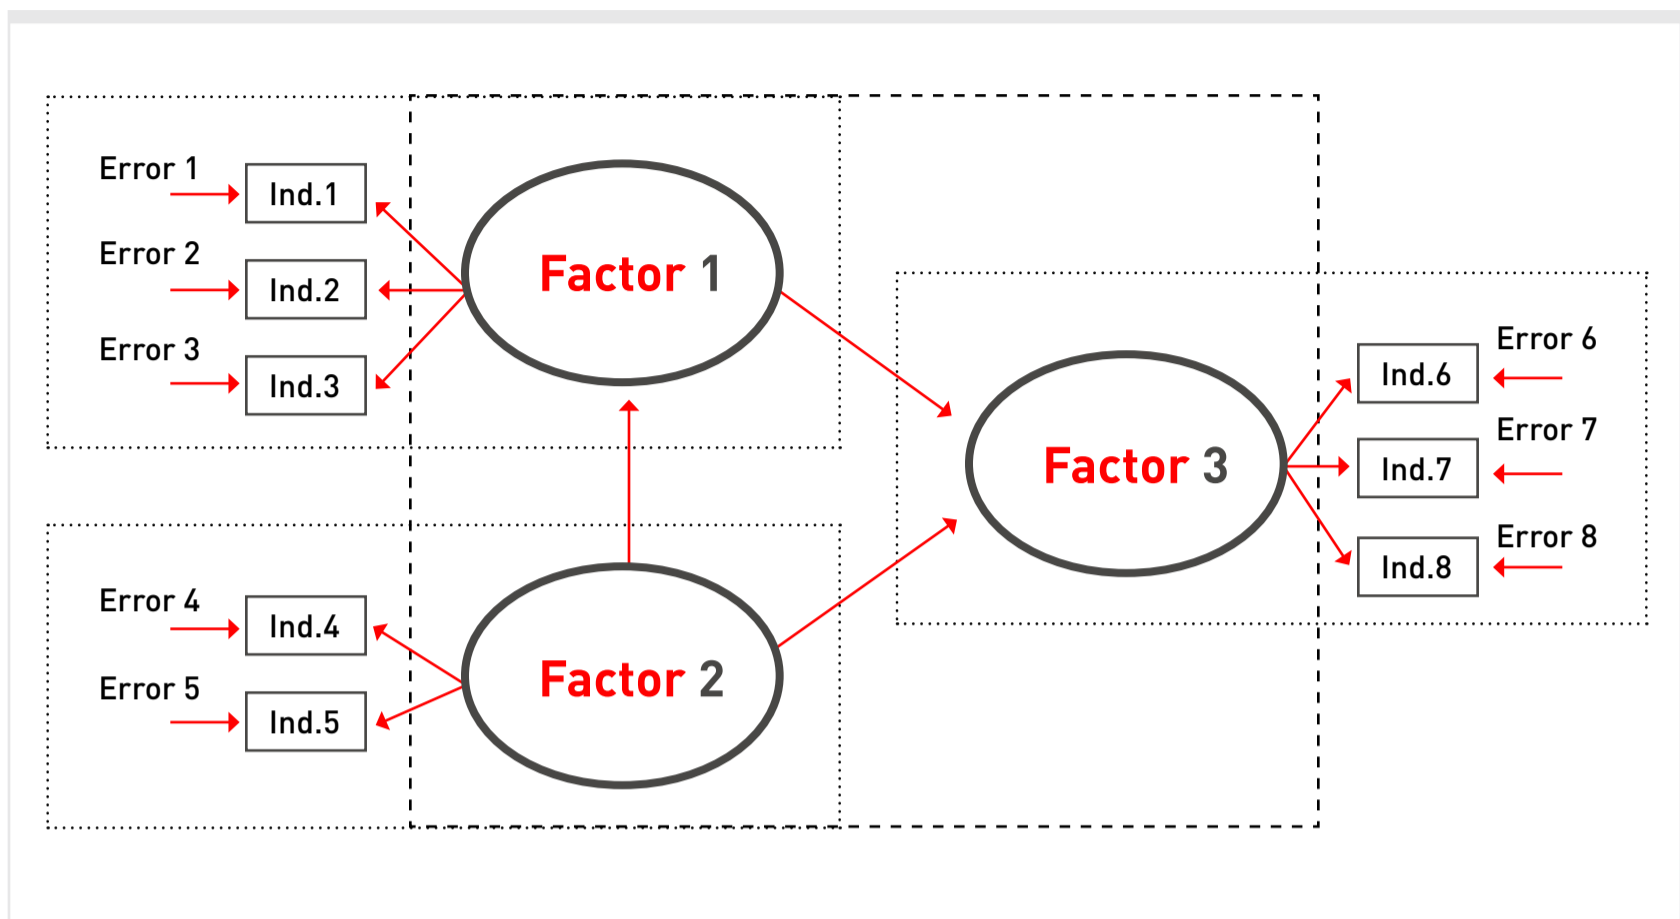 Error 1
Ind.1
Error 2
Ind.2
Error 3
Ind.3
Factor 1
Error 4
Ind.4
Error 5
Ind.5
Factor 2
Factor 3
Ind.6
Error 6
Ind.7
Error 7
Ind.8
Error 8